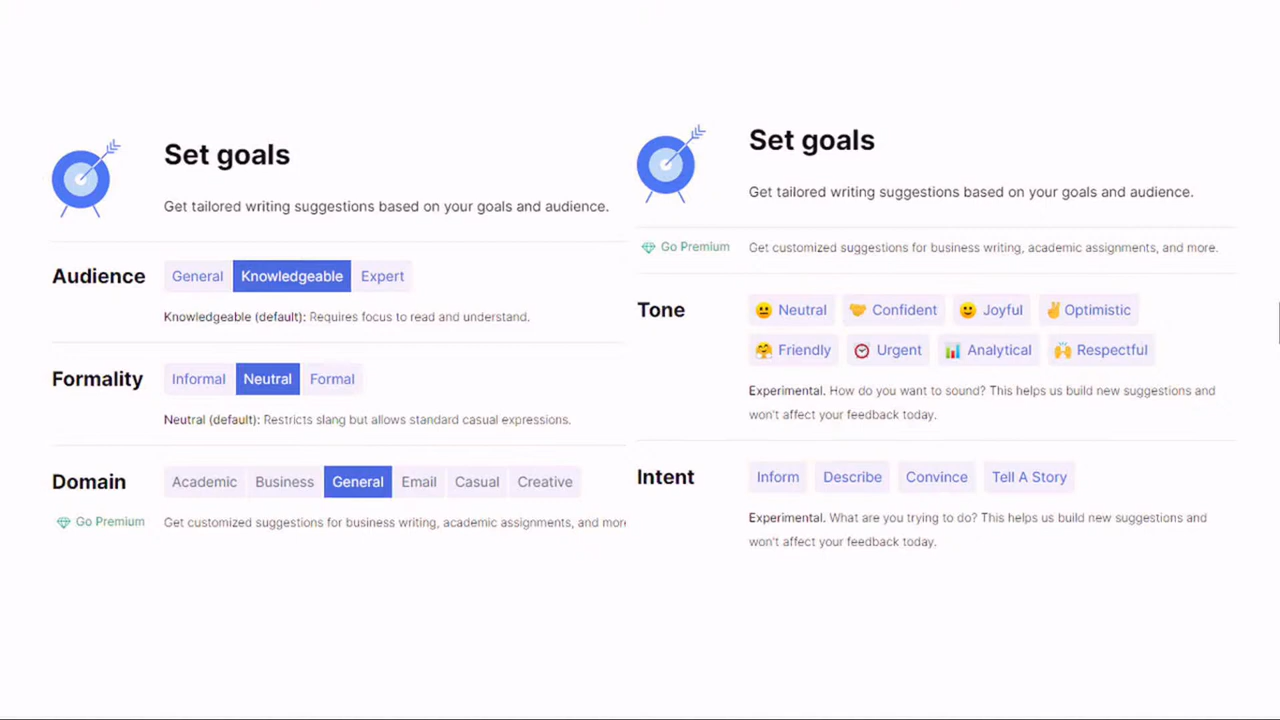 Set goals
Get tailored writing suggestions based on your goals and audience.
Audience General Knowledgeable Expert
Knowledgeable (default): Requires focus to read and understand.
Formality Informal Neutral Formal
Neutral (default): Restricts slang but allows standard casual expressions.
Domain Academic Business General Email Casual Creative
Go Premium Get customized suggestions for business writing, academic assignments, and more
Set goals
Get tailored writing suggestions based on your goals and audience.
Go Premium Get customized suggestions for business writing, academic assignments, and more.
Tone 😐 Neutral 🤝 Confident 🙂 Joyful ✌️ Optimistic
🤗 Friendly ⏰ Urgent 📊 Analytical 🙌 Respectful
Experimental. How do you want to sound? This helps us build new suggestions and
won't affect your feedback today.
Intent Inform Describe Convince Tell A Story
Experimental. What are you trying to do? This helps us build new suggestions and
won't affect your feedback today.